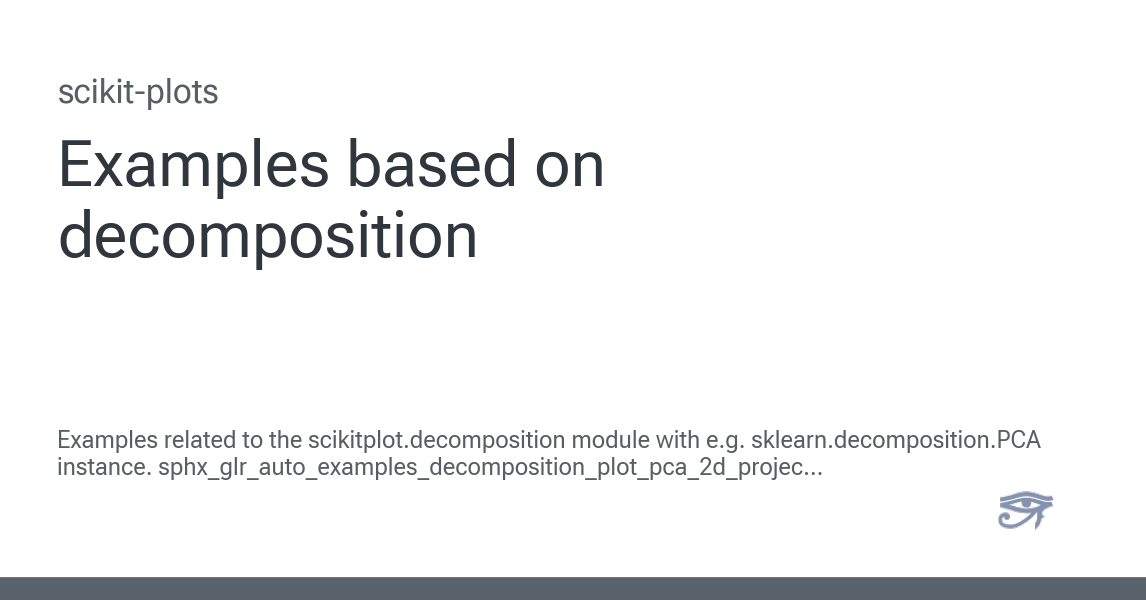 scikit-plots
Examples based on
decomposition
Examples related to the scikitplot.decomposition module with e.g. sklearn.decomposition.PCA
instance. sphx_glr_auto_examples_decomposition_plot_pca_2d_projec...